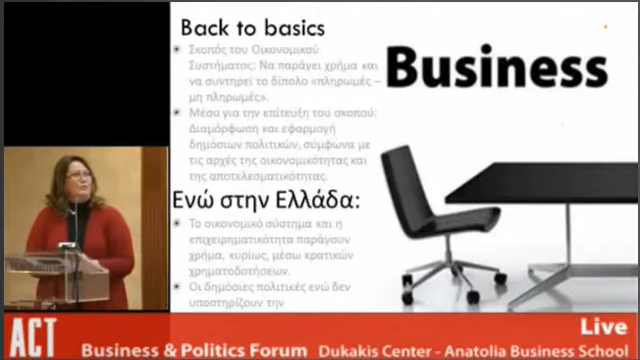 Back to basics
Σκοπός του Οικονομικού
Συστήματος: Να παράγει χρήμα και
να συντηρεί το δίπολο «πληρωμές –
μη πληρωμές».
Μέσο για την επίτευξη του σκοπού:
Διαμόρφωση και εφαρμογή
δημόσιων πολιτικών, σύμφωνα με
τις αρχές της οικονομικότητας και
της αποτελεσματικότητας.
Ενώ στην Ελλάδα:
Το οικονομικό σύστημα και η
επιχειρηματικότητα παράγουν
χρήμα, κυρίως, μέσω κρατικών
χρηματοδοτήσεων.
Οι δημόσιες πολιτικές ενώ δεν
υποστηρίζουν την
Business
Live
ACT
Business & Politics Forum Dukakis Center - Anatolia Business School